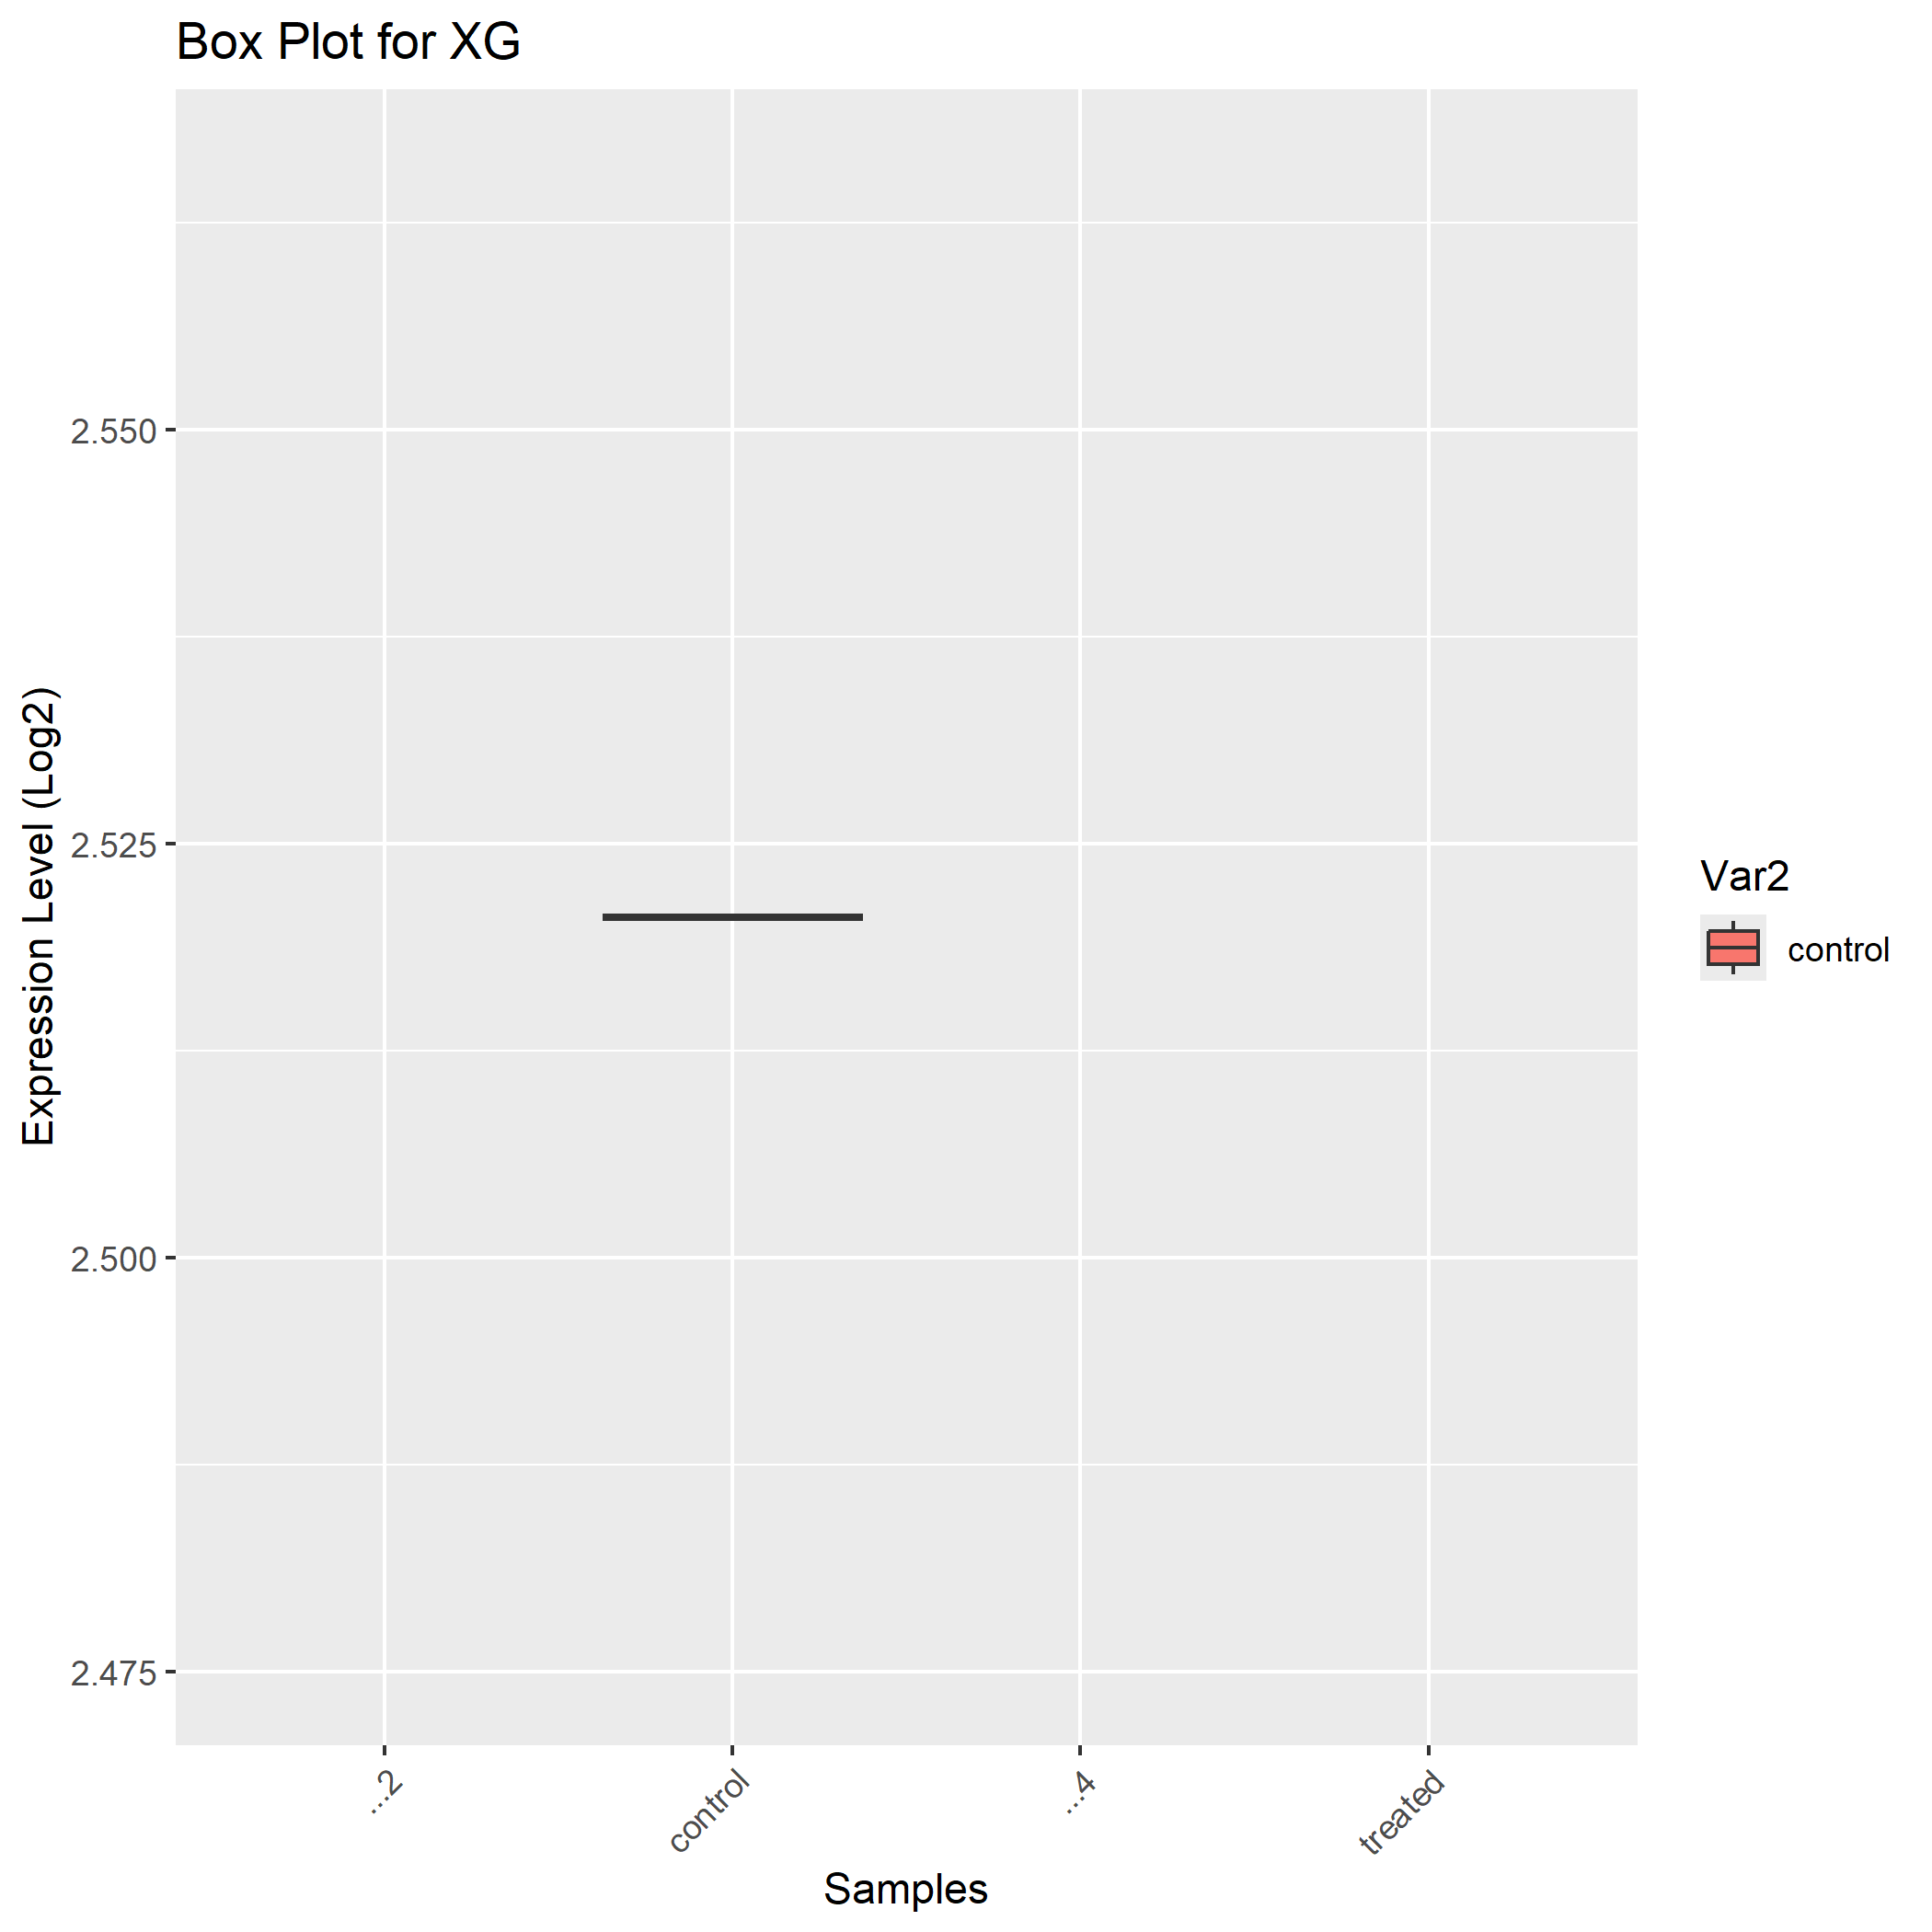 Box Plot for XG
Expression Level (Log2)
2.550
2.525
2.500
2.475
...2
control
...4
treated
Samples
Var2
control